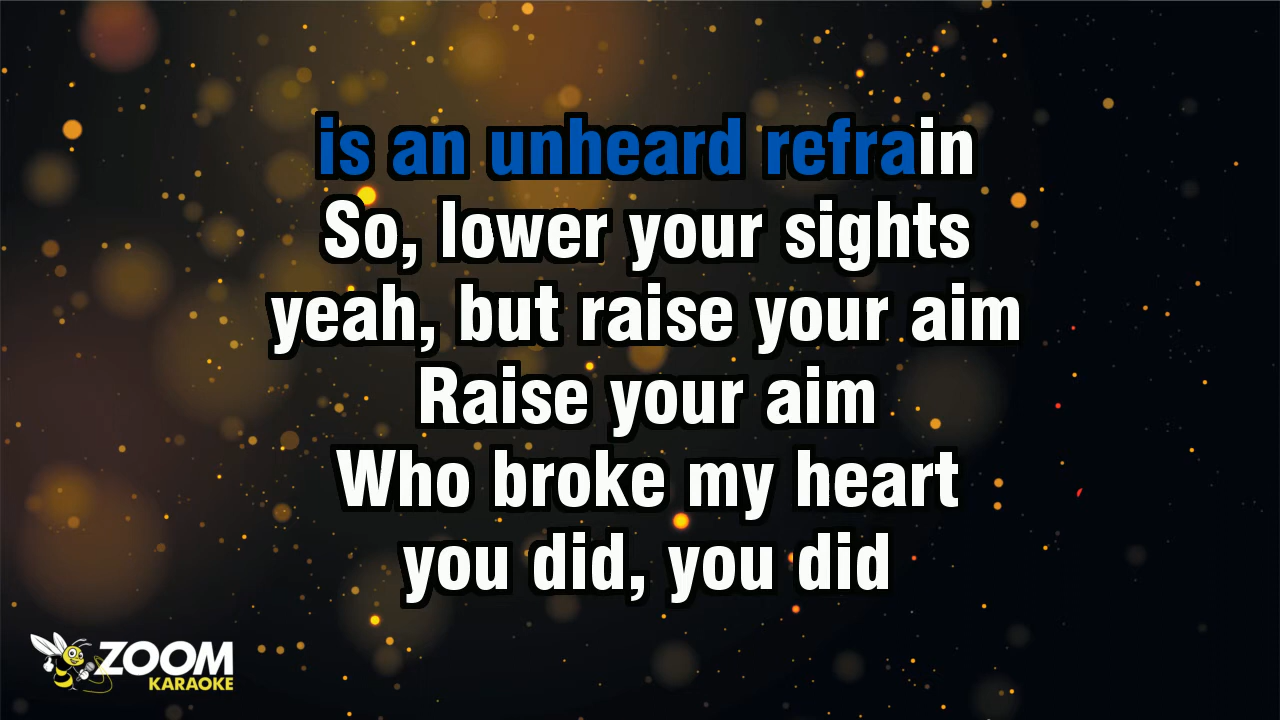 is an unheard refrain
So, lower your sights
yeah, but raise your aim
Raise your aim
Who broke my heart
you did, you did
ZOOM
KARAOKE